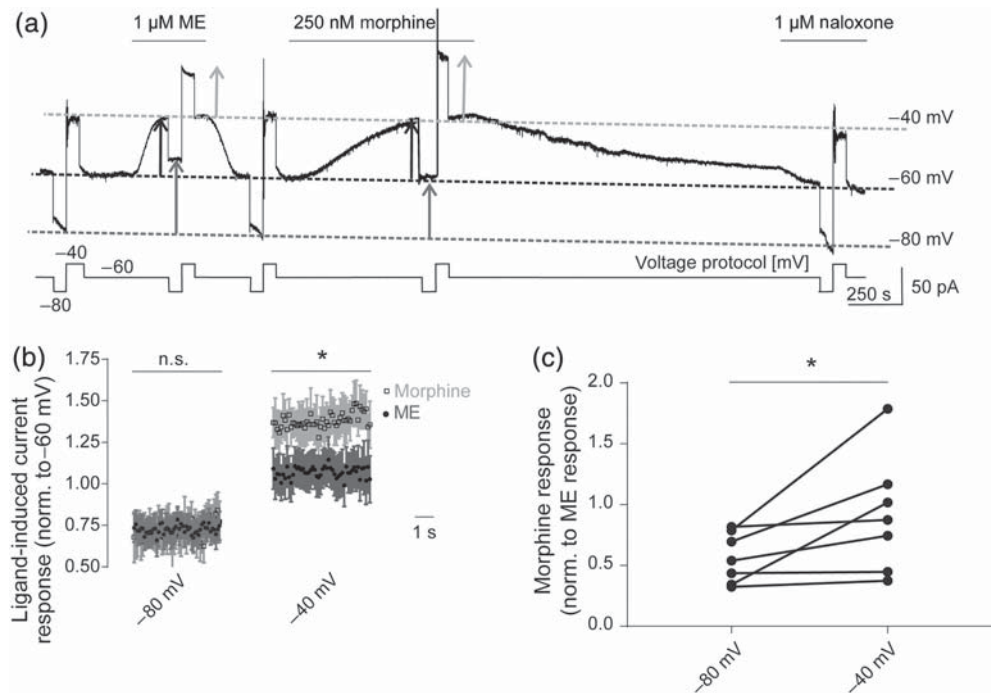 (a)
1 µM ME
250 nM morphine
1 µM naloxone
–40 mV
–60 mV
–80 mV
–40
–60
–80
Voltage protocol [mV]
250 s
50 pA
(b)
Ligand-induced current
response (norm. to–60 mV)
1.75
1.50
1.25
1.00
0.75
0.50
n.s.
*
Morphine
ME
1 s
–80 mV
–40 mV
(c)
Morphine response
(norm. to ME response)
2.0
1.5
1.0
0.5
0.0
*
–80 mV
–40 mV